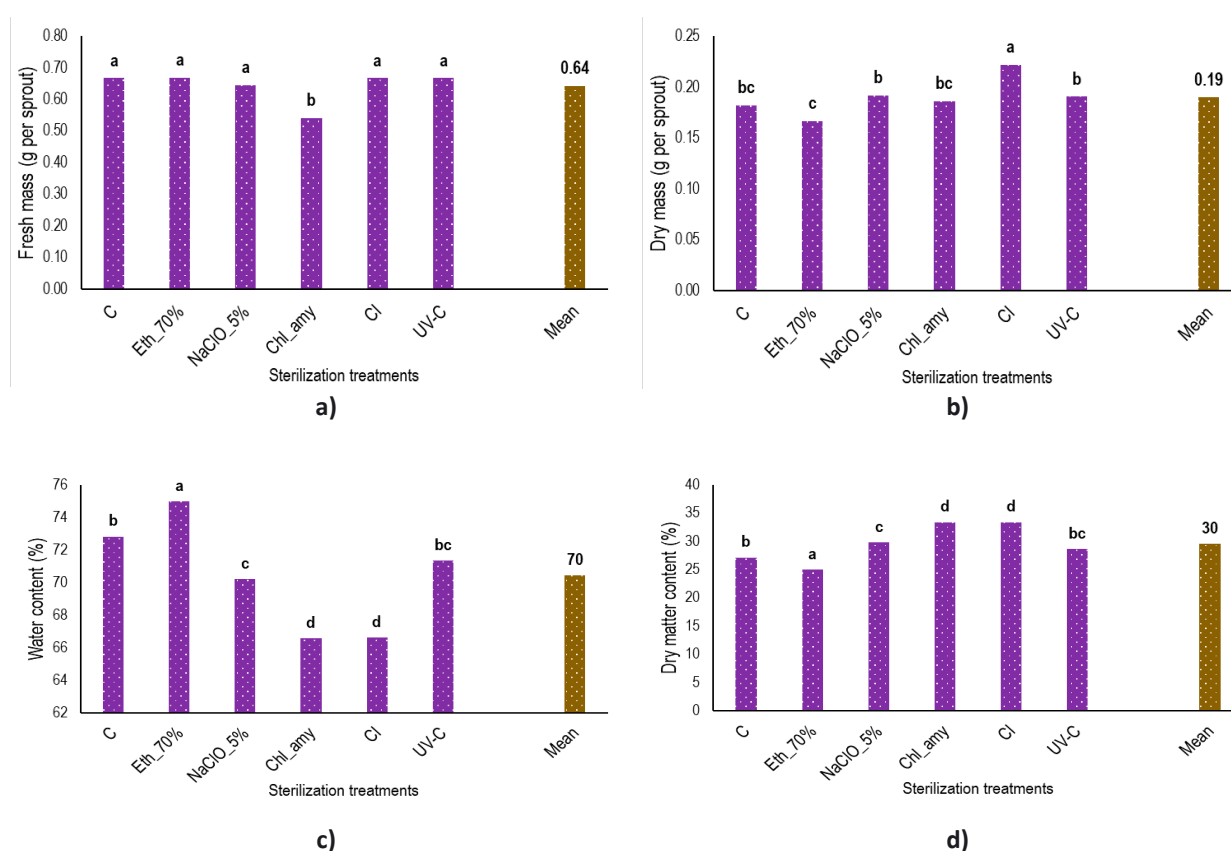 Fresh mass (g per sprout)
0.80
0.70
0.60
0.50
0.40
0.30
0.20
0.10
0.00
a
a
a
b
a
a
0.64
C
Eth_70%
NaClO_5%
Chl_amy
Cl
UV-C
Mean
Sterilization treatments
a)
Dry mass (g per sprout)
0.25
0.20
0.15
0.10
0.05
0.00
bc
c
b
bc
a
b
0.19
C
Eth_70%
NaClO_5%
Chl_amy
Cl
UV-C
Mean
Sterilization treatments
b)
Water content (%)
76
74
72
70
68
66
64
62
b
a
c
d
d
bc
70
C
Eth_70%
NaClO_5%
Chl_amy
Cl
UV-C
Mean
Sterilization treatments
c)
Dry matter content (%)
40
35
30
25
20
15
10
5
0
b
a
c
d
d
bc
30
C
Eth_70%
NaClO_5%
Chl_amy
Cl
UV-C
Mean
Sterilization treatments
d)